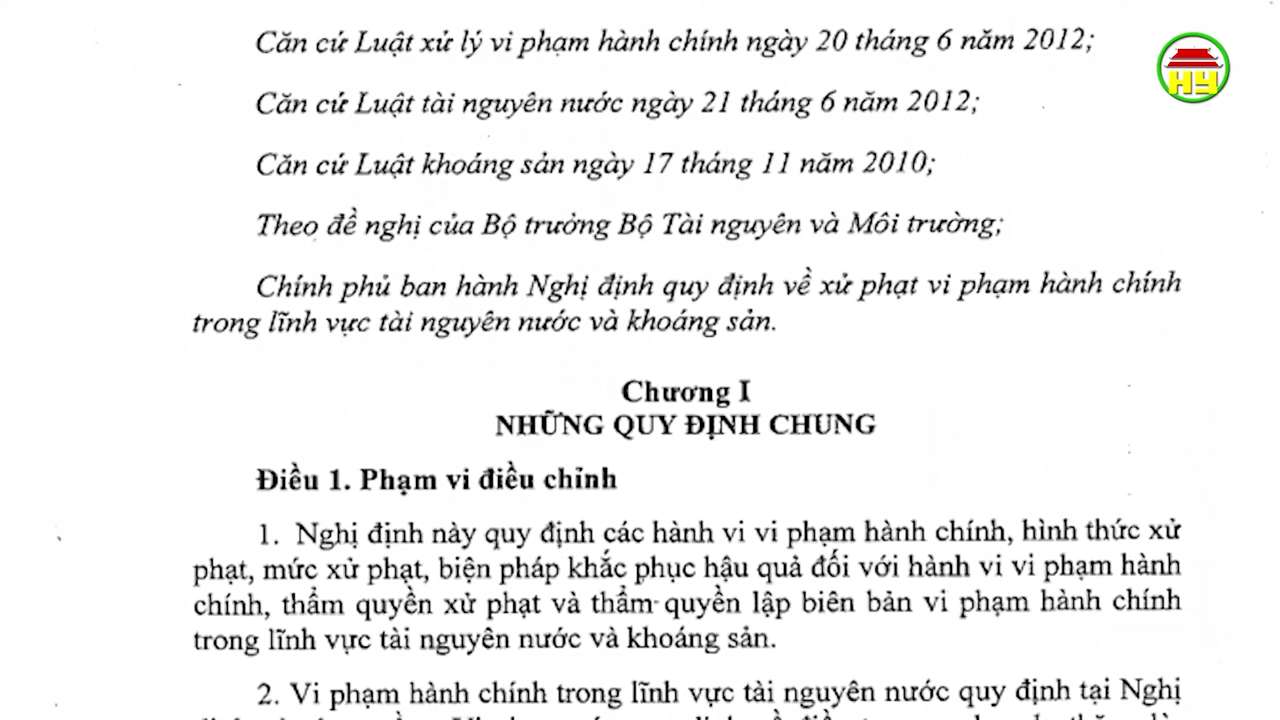 Căn cứ Luật xử lý vi phạm hành chính ngày 20 tháng 6 năm 2012;
HY
Căn cứ Luật tài nguyên nước ngày 21 tháng 6 năm 2012;
Căn cứ Luật khoáng sản ngày 17 tháng 11 năm 2010;
Theo đề nghị của Bộ trưởng Bộ Tài nguyên và Môi trường;
Chính phủ ban hành Nghị định quy định về xử phạt vi phạm hành chính
trong lĩnh vực tài nguyên nước và khoáng sản.
Chương I
NHỮNG QUY ĐỊNH CHUNG
Điều 1. Phạm vi điều chỉnh
1. Nghị định này quy định các hành vi vi phạm hành chính, hình thức xử
phạt, mức xử phạt, biện pháp khắc phục hậu quả đối với hành vi vi phạm hành
chính, thẩm quyền xử phạt và thẩm quyền lập biên bản vi phạm hành chính
trong lĩnh vực tài nguyên nước và khoáng sản.
2. Vi phạm hành chính trong lĩnh vực tài nguyên nước quy định tại Nghị